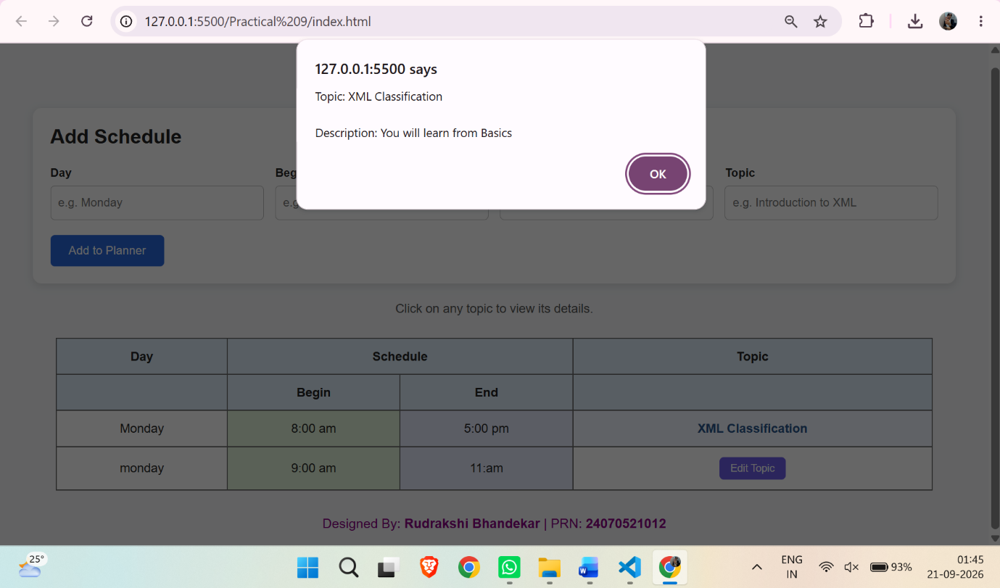 127.0.0.1:5500/Practical%209/index.html
127.0.0.1:5500 says
Topic: XML Classification
Description: You will learn from Basics
OK
Add Schedule
Day Beg Topic
e.g. Monday e.g. e.g. Introduction to XML
Add to Planner
Click on any topic to view its details.
Day Schedule Topic
Begin End
Monday 8:00 am 5:00 pm XML Classification
monday 9:00 am 11:am Edit Topic
Designed By: Rudrakshi Bhandekar | PRN: 24070521012
25° ENG 93% 01:45
IN 21-09-2026